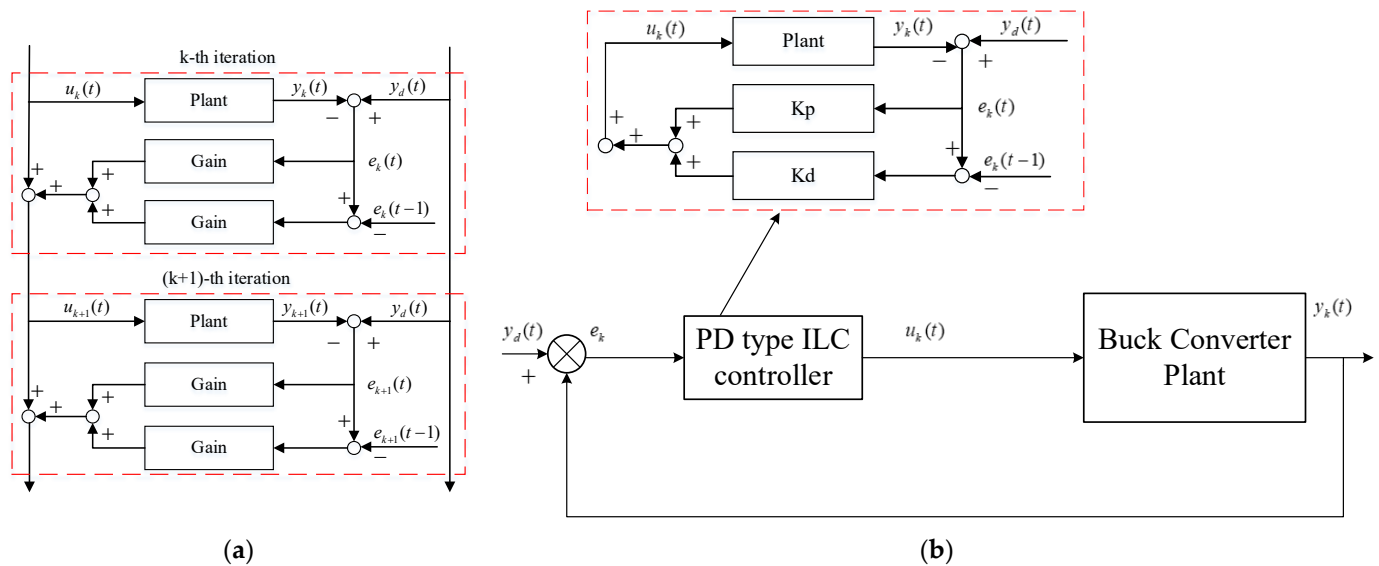 k-th iteration
u_k(t)
Plant
y_k(t)
y_d(t)
−
+
Gain
e_k(t)
+
+
+
+
+
Gain
e_k(t−1)
−
(k+1)-th iteration
u_{k+1}(t)
Plant
y_{k+1}(t)
y_d(t)
−
+
Gain
e_{k+1}(t)
+
+
+
+
+
Gain
e_{k+1}(t−1)
−
(a)
u_k(t)
Plant
y_k(t)
y_d(t)
−
+
Kp
e_k(t)
+
+
+
+
+
Kd
e_k(t−1)
−
y_d(t)
+
e_k
PD type ILC
controller
u_k(t)
Buck Converter
Plant
y_k(t)
(b)